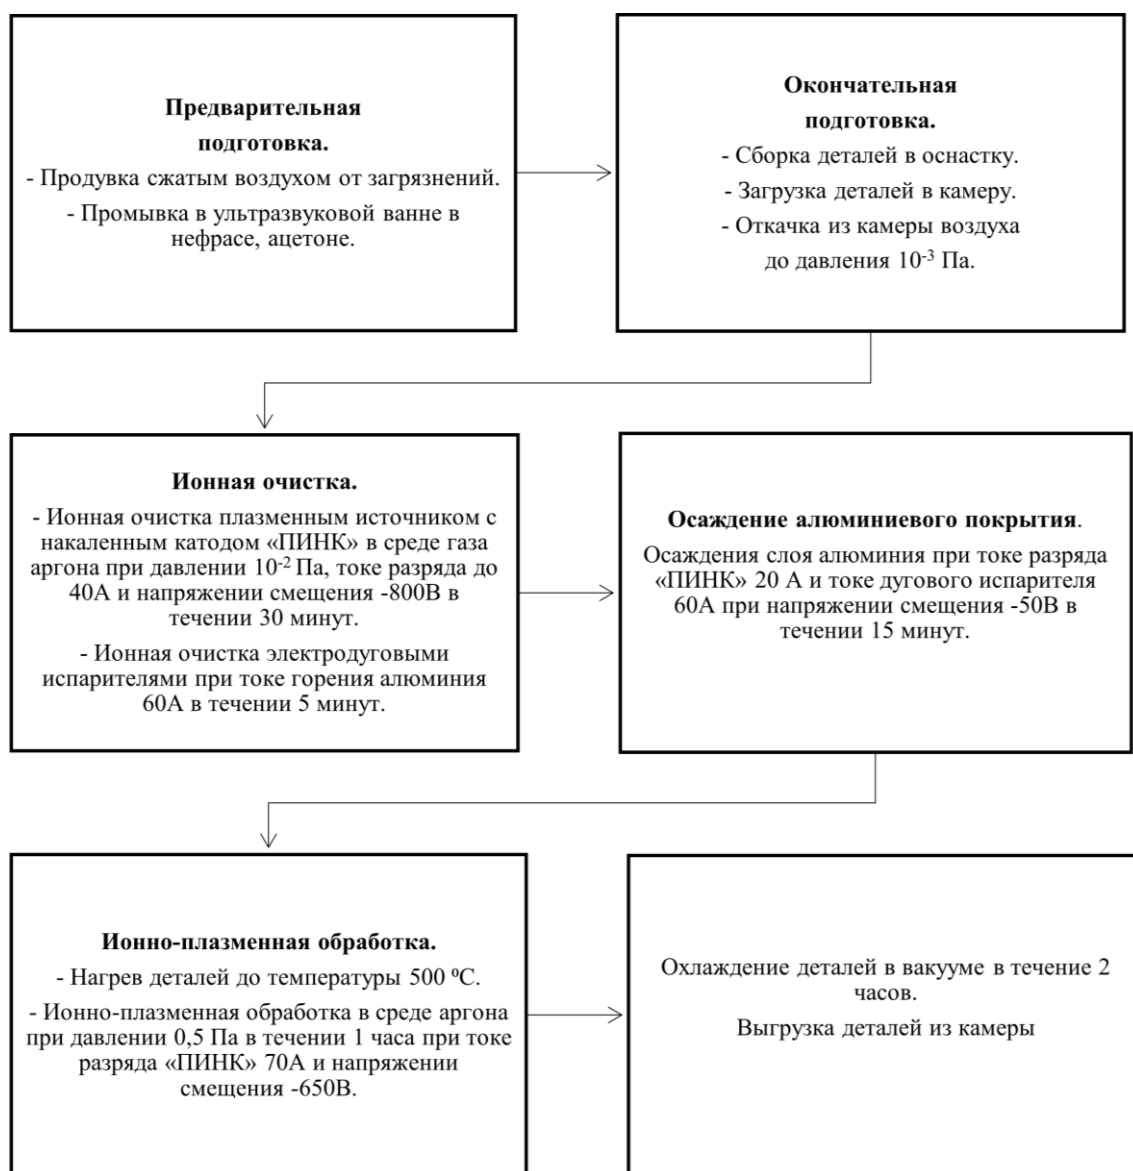 Предварительная
подготовка.
- Продувка сжатым воздухом от загрязнений.
- Промывка в ультразвуковой ванне в
нефрасе, ацетоне.
Окончательная
подготовка.
- Сборка деталей в оснастку.
- Загрузка деталей в камеру.
- Откачка из камеры воздуха
до давления 10⁻³ Па.
Ионная очистка.
- Ионная очистка плазменным источником с
накаленным катодом «ПИНК» в среде газа
аргона при давлении 10⁻² Па, токе разряда до
40А и напряжении смещения -800В в
течении 30 минут.
- Ионная очистка электродуговыми
испарителями при токе горения алюминия
60А в течении 5 минут.
Осаждение алюминиевого покрытия.
Осаждения слоя алюминия при токе разряда
«ПИНК» 20 А и токе дугового испарителя
60А при напряжении смещения -50В в
течении 15 минут.
Ионно-плазменная обработка.
- Нагрев деталей до температуры 500 ⁰С.
- Ионно-плазменная обработка в среде аргона
при давлении 0,5 Па в течении 1 часа при токе
разряда «ПИНК» 70А и напряжении
смещения -650В.
Охлаждение деталей в вакууме в течение 2
часов.
Выгрузка деталей из камеры